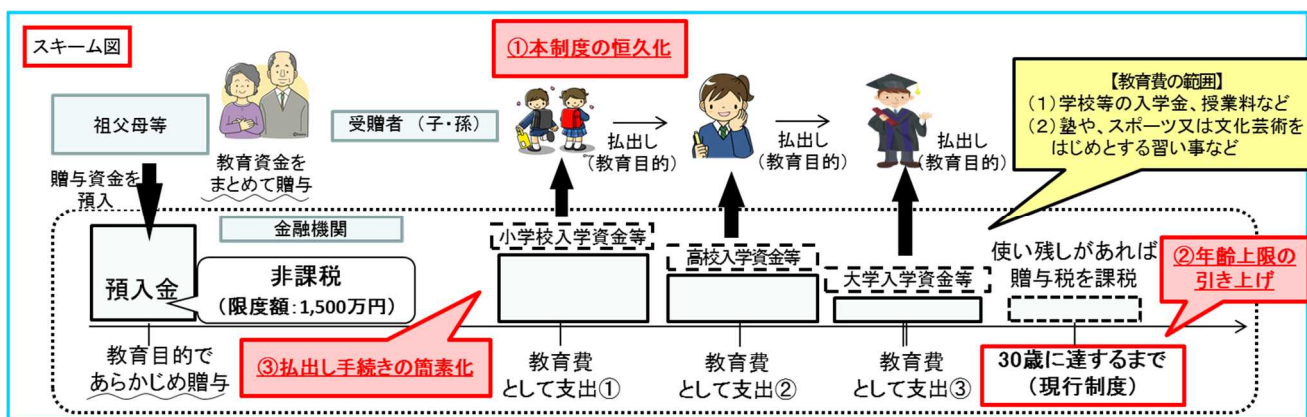 スキーム図
①本制度の恒久化
祖父母等
受贈者（子・孫）
教育資金を
まとめて贈与
贈与資金を
預入
払出し
（教育目的）
払出し
（教育目的）
払出し
（教育目的）
【教育費の範囲】
（1）学校等の入学金、授業料など
（2）塾や、スポーツ又は文化芸術を
はじめとする習い事など
金融機関
預入金
非課税
（限度額：1,500万円）
小学校入学資金等
高校入学資金等
大学入学資金等
使い残しがあれば
贈与税を課税
②年齢上限の
引き上げ
教育目的で
あらかじめ贈与
③払出し手続きの簡素化
教育費
として支出①
教育費
として支出②
教育費
として支出③
30歳に達するまで
（現行制度）